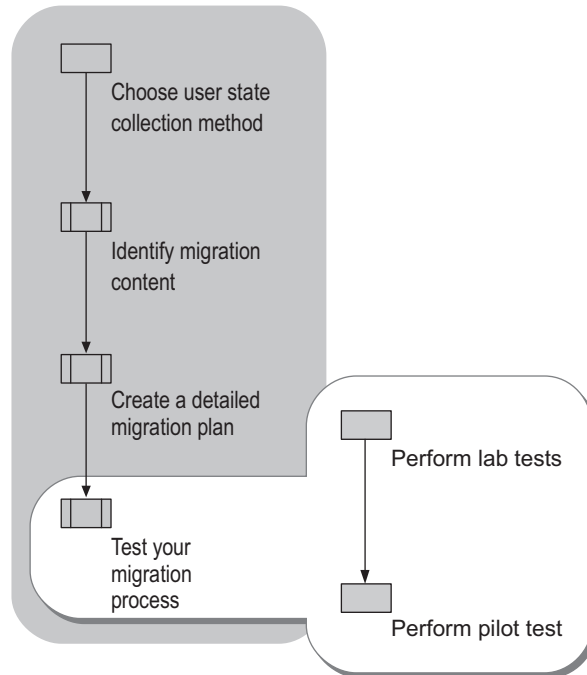 Choose user state
collection method
Identify migration
content
Create a detailed
migration plan
Test your
migration
process
Perform lab tests
Perform pilot test